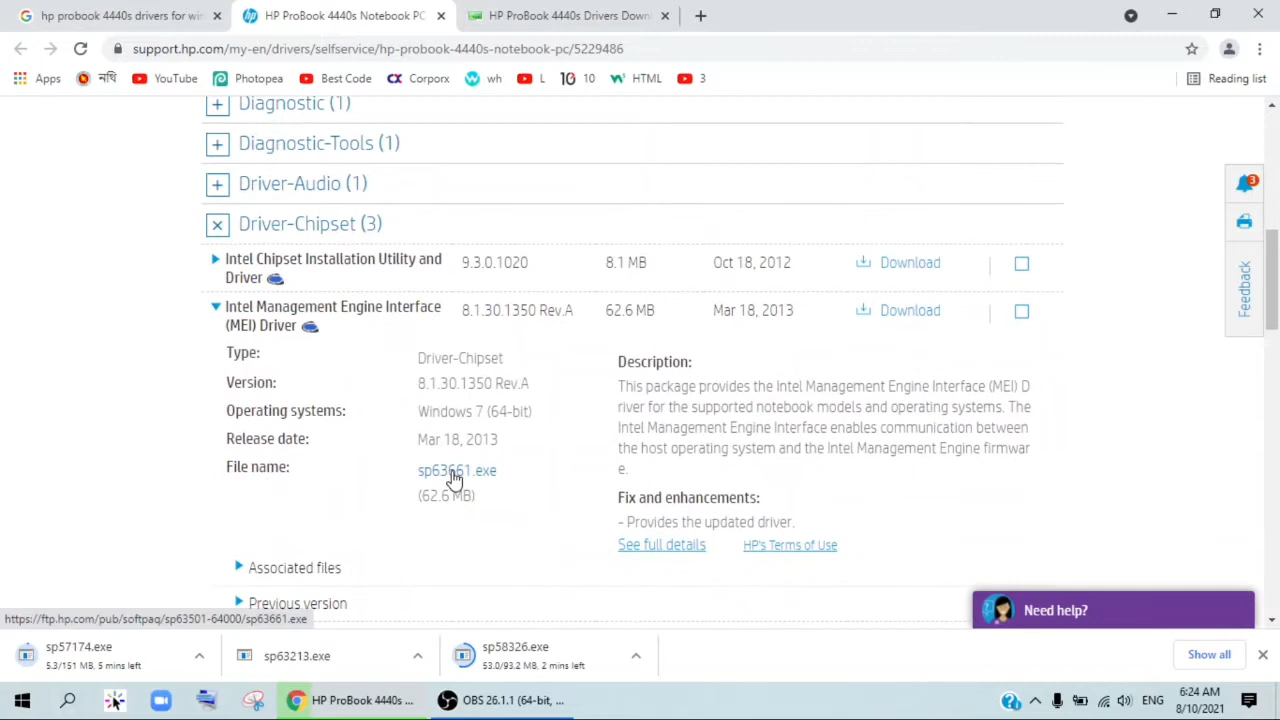 hp probook 4440s drivers for win
HP ProBook 4440s Notebook PC
HP ProBook 4440s Drivers Down
support.hp.com/my-en/drivers/selfservice/hp-probook-4440s-notebook-pc/5229486
Apps
নথি
YouTube
Photopea
Best Code
Corporx
wh
L
10 10
HTML
3
Reading list
Diagnostic (1)
Diagnostic-Tools (1)
Driver-Audio (1)
Driver-Chipset (3)
Intel Chipset Installation Utility and
Driver
9.3.0.1020
8.1 MB
Oct 18, 2012
Download
Intel Management Engine Interface
(MEI) Driver
8.1.30.1350 Rev.A
62.6 MB
Mar 18, 2013
Download
Type:
Driver-Chipset
Version:
8.1.30.1350 Rev.A
Operating systems:
Windows 7 (64-bit)
Release date:
Mar 18, 2013
File name:
sp63661.exe
(62.6 MB)
Description:
This package provides the Intel Management Engine Interface (MEI) D
river for the supported notebook models and operating systems. The
Intel Management Engine Interface enables communication between
the host operating system and the Intel Management Engine firmwar
e.
Fix and enhancements:
- Provides the updated driver.
See full details
HP's Terms of Use
Associated files
Previous version
3
Feedback
Need help?
https://ftp.hp.com/pub/softpaq/sp63501-64000/sp63661.exe
sp57174.exe
5.3/151 MB, 5 mins left
sp63213.exe
sp58326.exe
53.0/93.2 MB, 2 mins left
Show all
HP ProBook 4440s ...
OBS 26.1.1 (64-bit, ...
ENG
6:24 AM
8/10/2021